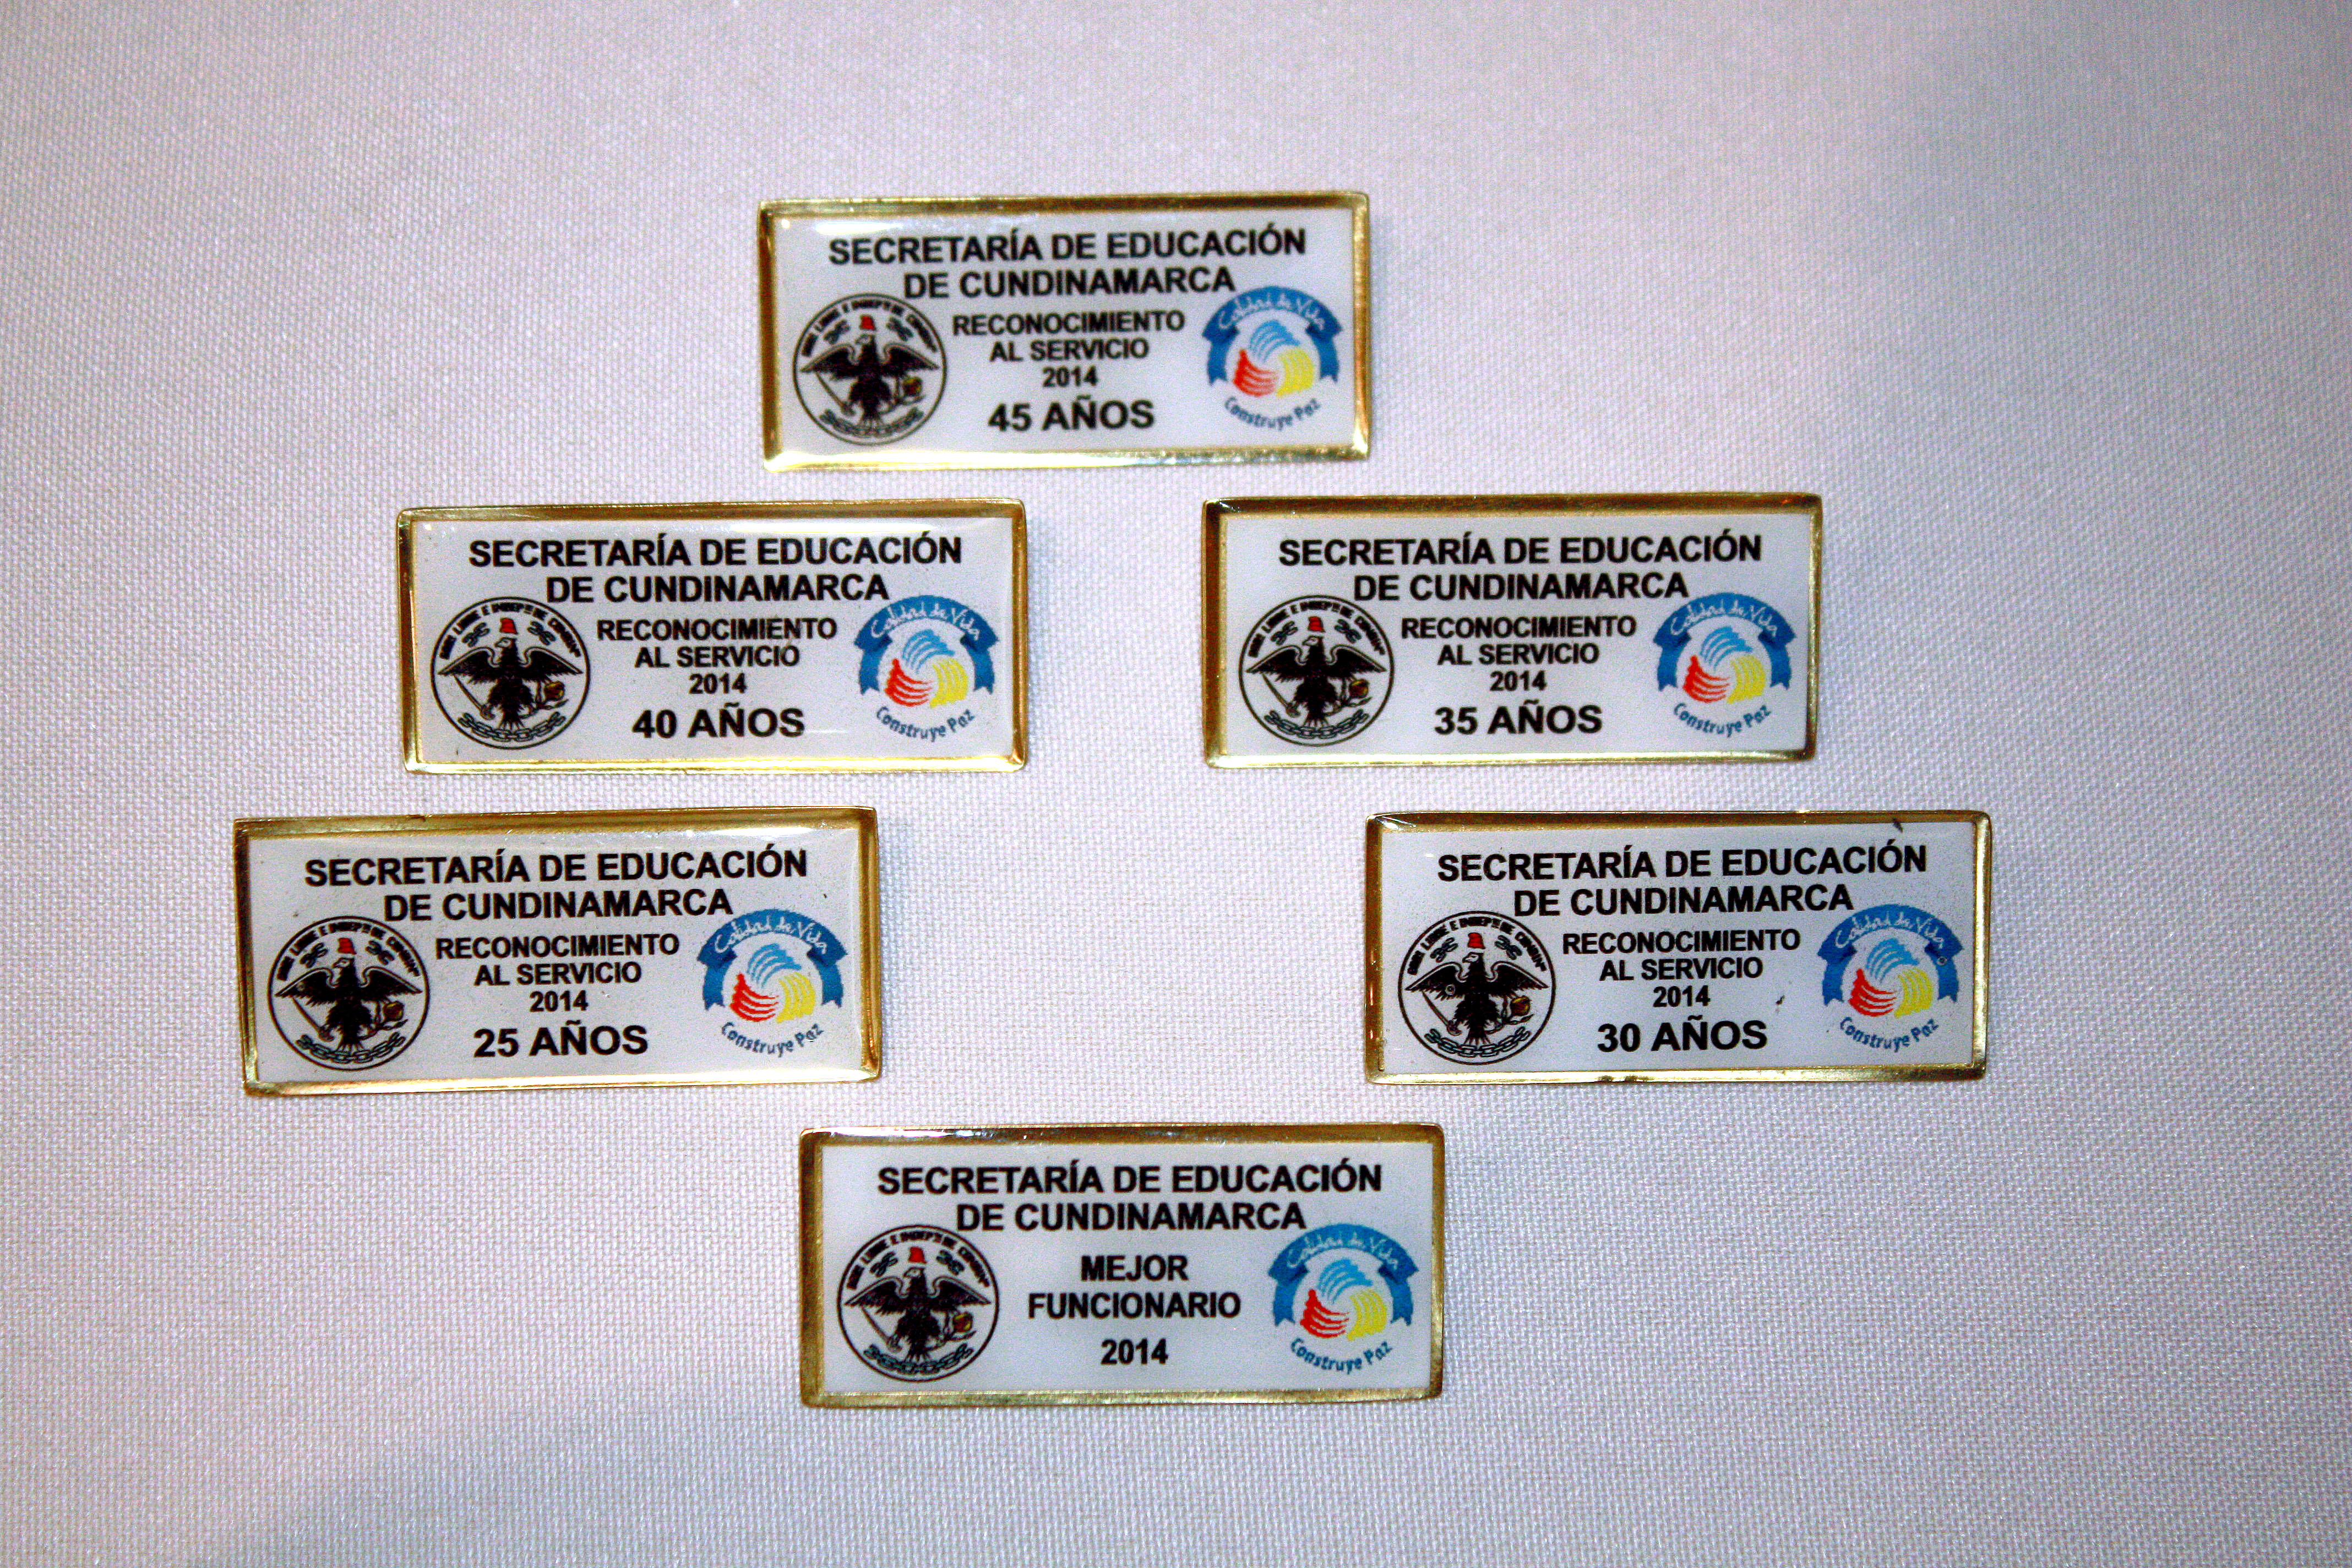 SECRETARÍA DE EDUCACIÓN
DE CUNDINAMARCA
RECONOCIMIENTO
AL SERVICIO
2014
45 AÑOS
Calidad de Vida
Construye Paz
SECRETARÍA DE EDUCACIÓN
DE CUNDINAMARCA
RECONOCIMIENTO
AL SERVICIO
2014
40 AÑOS
Calidad de Vida
Construye Paz
SECRETARÍA DE EDUCACIÓN
DE CUNDINAMARCA
RECONOCIMIENTO
AL SERVICIO
2014
35 AÑOS
Calidad de Vida
Construye Paz
SECRETARÍA DE EDUCACIÓN
DE CUNDINAMARCA
RECONOCIMIENTO
AL SERVICIO
2014
25 AÑOS
Calidad de Vida
Construye Paz
SECRETARÍA DE EDUCACIÓN
DE CUNDINAMARCA
RECONOCIMIENTO
AL SERVICIO
2014
30 AÑOS
Calidad de Vida
Construye Paz
SECRETARÍA DE EDUCACIÓN
DE CUNDINAMARCA
MEJOR
FUNCIONARIO
2014
Calidad de Vida
Construye Paz